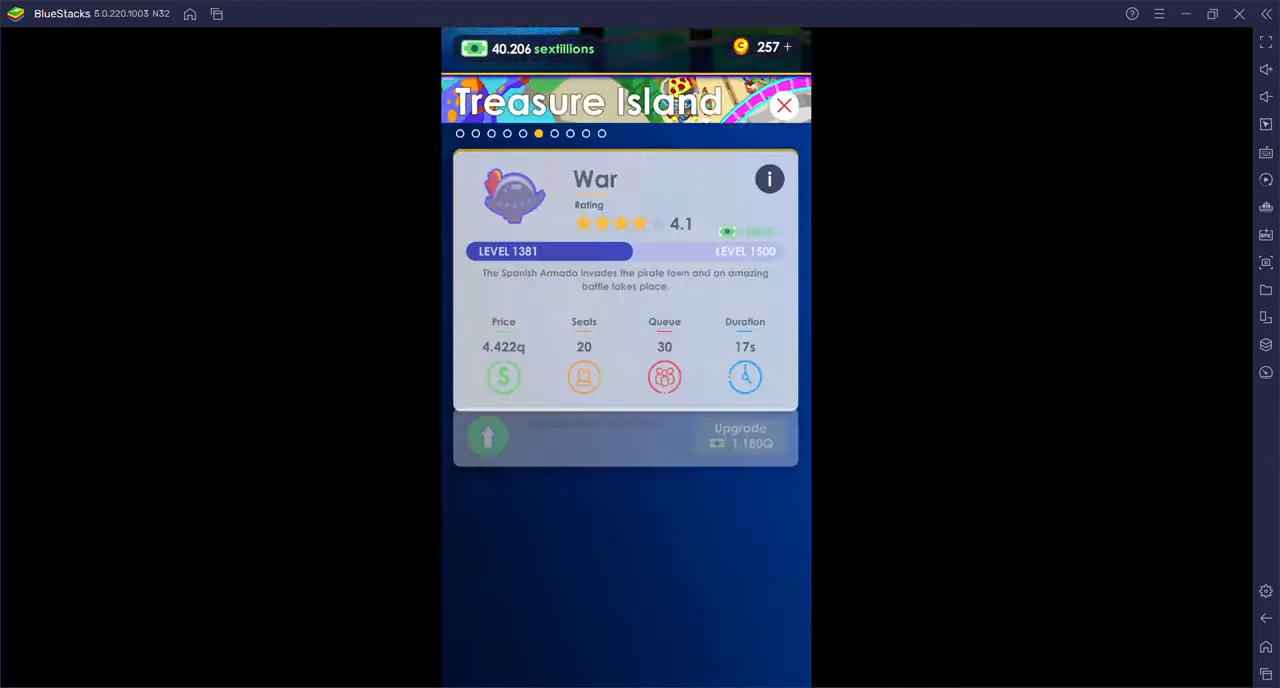 BlueStacks 5.0.220.1003 N32
40.206 sextillions
257 +
Treasure Island
War
i
Rating
4.1
LEVEL 1381
LEVEL 1500
The Spanish Armado invades the pirate town and an amazing
battle takes place.
Price
Seats
Queue
Duration
4.422q
20
30
17s
Upgrade
1.180Q